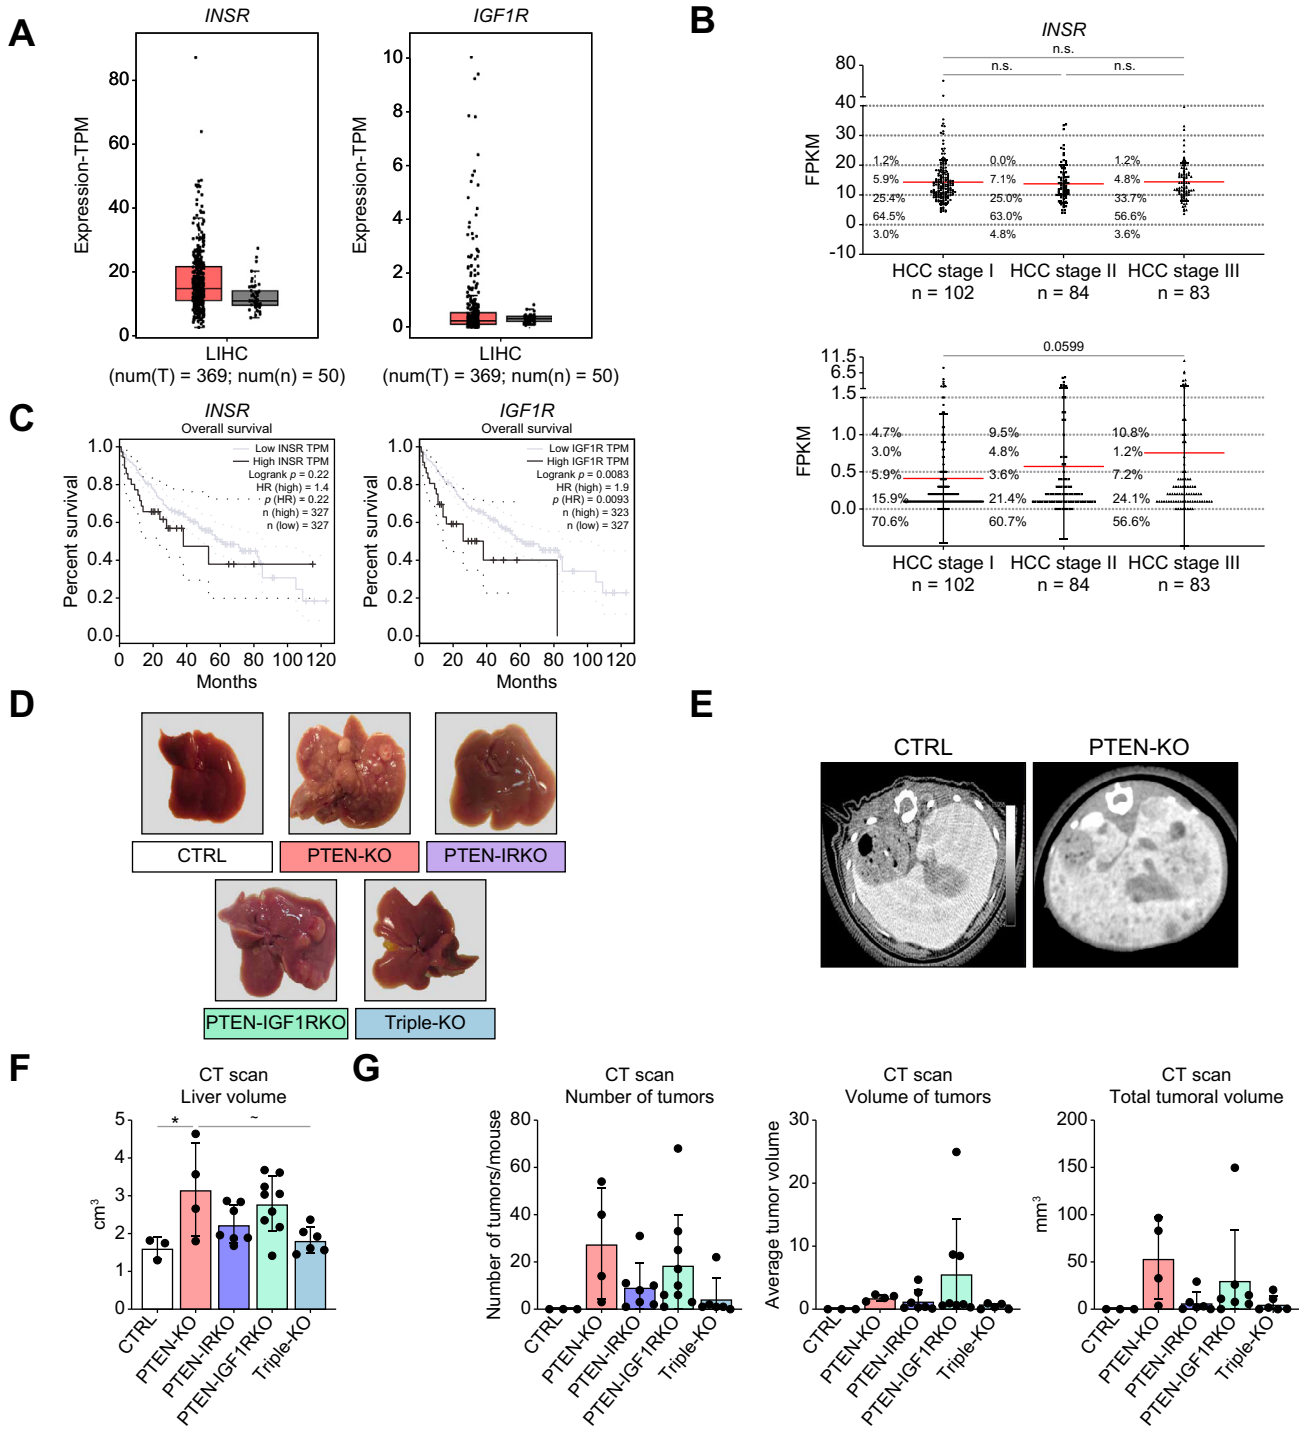 A
INSR
Expression-TPM
80
60
40
20
0
LIHC
(num(T) = 369; num(n) = 50)
IGF1R
Expression-TPM
10
8
6
4
2
0
LIHC
(num(T) = 369; num(n) = 50)
B
INSR
n.s.
n.s. n.s.
FPKM
80
40
30
20
10
0
-10
1.2% 0.0% 1.2%
5.9% 7.1% 4.8%
25.4% 25.0% 33.7%
64.5% 63.0% 56.6%
3.0% 4.8% 3.6%
HCC stage I HCC stage II HCC stage III
n = 102 n = 84 n = 83
0.0599
FPKM
11.5
6.5
1.5
1.0
0.5
0.0
4.7% 9.5% 10.8%
3.0% 4.8% 1.2%
5.9% 3.6% 7.2%
15.9% 21.4% 24.1%
70.6% 60.7% 56.6%
HCC stage I HCC stage II HCC stage III
n = 102 n = 84 n = 83
C
INSR
Overall survival
Percent survival
1.0
0.8
0.6
0.4
0.2
0.0
Low INSR TPM
High INSR TPM
Logrank p = 0.22
HR (high) = 1.4
p (HR) = 0.22
n (high) = 327
n (low) = 327
0 20 40 60 80 100 120
Months
IGF1R
Overall survival
Percent survival
1.0
0.8
0.6
0.4
0.2
0.0
Low IGF1R TPM
High IGF1R TPM
Logrank p = 0.0083
HR (high) = 1.9
p (HR) = 0.0093
n (high) = 323
n (low) = 327
0 20 40 60 80 100 120
Months
D
CTRL PTEN-KO PTEN-IRKO
PTEN-IGF1RKO Triple-KO
E
CTRL PTEN-KO
F
CT scan
Liver volume
* ~
cm³
5
4
3
2
1
0
CTRL PTEN-KO PTEN-IRKO PTEN-IGF1RKO Triple-KO
G
CT scan
Number of tumors
Number of tumors/mouse
80
60
40
20
0
CTRL PTEN-KO PTEN-IRKO PTEN-IGF1RKO Triple-KO
CT scan
Volume of tumors
Average tumor volume
30
20
10
0
CTRL PTEN-KO PTEN-IRKO PTEN-IGF1RKO Triple-KO
CT scan
Total tumoral volume
mm³
200
150
100
50
0
CTRL PTEN-KO PTEN-IRKO PTEN-IGF1RKO Triple-KO